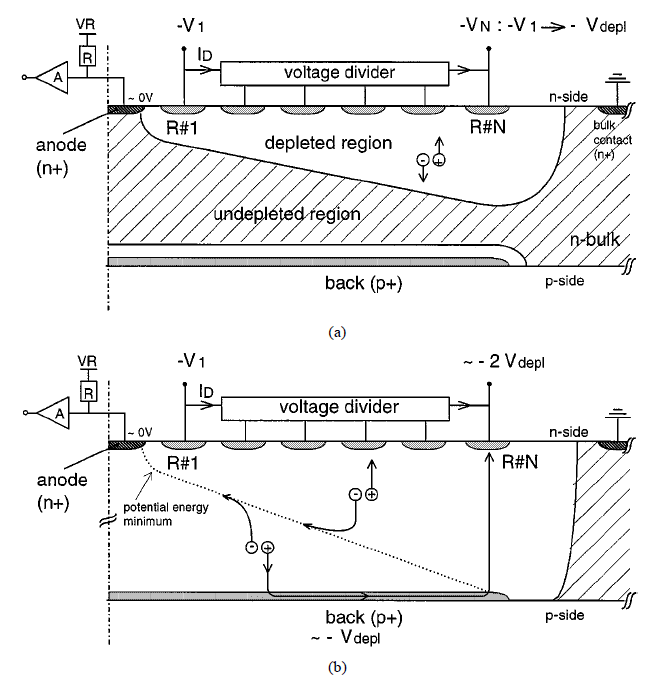 VR
-V1
-VN : -V1 → - Vdepl
R
ID
A
voltage divider
~ 0V
n-side
anode
(n+)
R#1
depleted region
R#N
bulk
contact
(n+)
- +
undepleted region
n-bulk
back (p+)
p-side
(a)
VR
-V1
~ - 2 Vdepl
R
ID
A
voltage divider
~ 0V
n-side
anode
(n+)
R#1
R#N
potential energy
minimum
- +
- +
back (p+)
p-side
~ - Vdepl
(b)